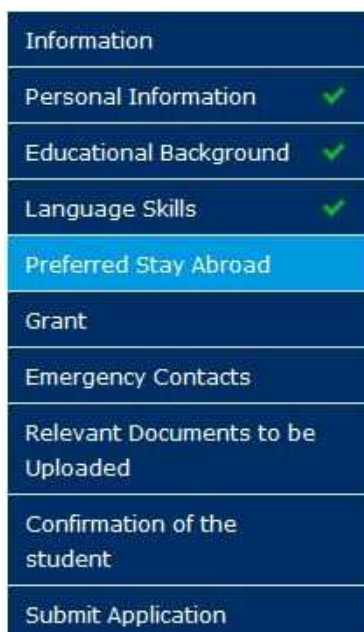 Information
Personal Information
Educational Background
Language Skills
Preferred Stay Abroad
Grant
Emergency Contacts
Relevant Documents to be
Uploaded
Confirmation of the
student
Submit Application